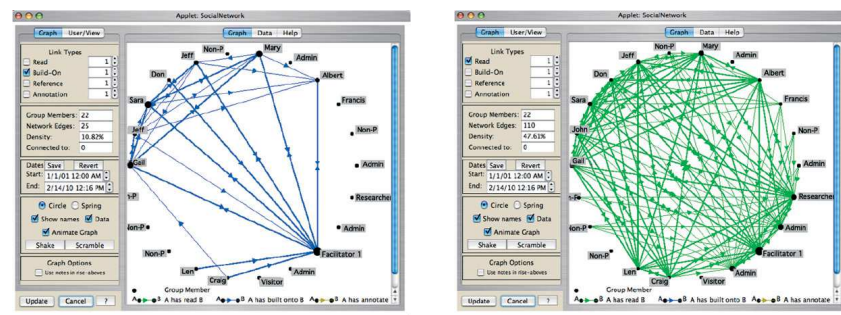 Applet: SocialNetwork
Graph User/View
Graph Data Help
Link Types
Read 1
Build-On 1
Reference 1
Annotation 1
Group Members: 22
Network Edges: 25
Density: 10.82%
Connected to: 0
Dates Save Revert
Start: 1/1/01 12:00 AM
End: 2/14/10 12:16 PM
Circle Spring
Show names Data
Animate Graph
Shake Scramble
Graph Options
Use notes in rise-aboves
Update Cancel ?
Non-P
Mary
Jeff
Admin
Don
Albert
Sara
Francis
Jeff
Non-P
Gail
Admin
n-P
Researcher
Non-P
Admin
Non-P
Facilitator 1
Len
Admin
Craig
Visitor
Group Member
A B A has read B A B A has built onto B A B A has annotate
Applet: SocialNetwork
Graph User/View
Graph Data Help
Link Types
Read 1
Build-On 1
Reference 1
Annotation 1
Group Members: 22
Network Edges: 110
Density: 47.61%
Connected to: 0
Dates Save Revert
Start: 1/1/01 12:00 AM
End: 2/14/10 12:16 PM
Circle Spring
Show names Data
Animate Graph
Shake Scramble
Graph Options
Use notes in rise-aboves
Update Cancel ?
Non-P
Mary
Jeff
Admin
Don
Albert
Sara
Francis
John
Non-P
Gail
Admin
n-P
Researcher
Non-P
Admin
Non-P
Facilitator 1
Len
Admin
Craig
Visitor
Group Member
A B A has read B A B A has built onto B A B A has annotate